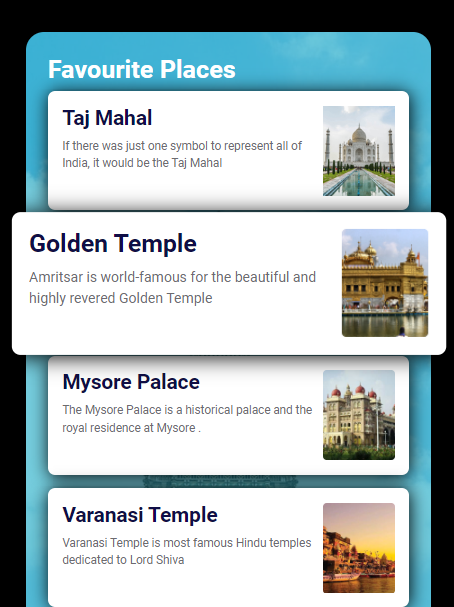 Favourite Places
Taj Mahal
If there was just one symbol to represent all of
India, it would be the Taj Mahal
Golden Temple
Amritsar is world-famous for the beautiful and
highly revered Golden Temple
Mysore Palace
The Mysore Palace is a historical palace and the
royal residence at Mysore .
Varanasi Temple
Varanasi Temple is most famous Hindu temples
dedicated to Lord Shiva